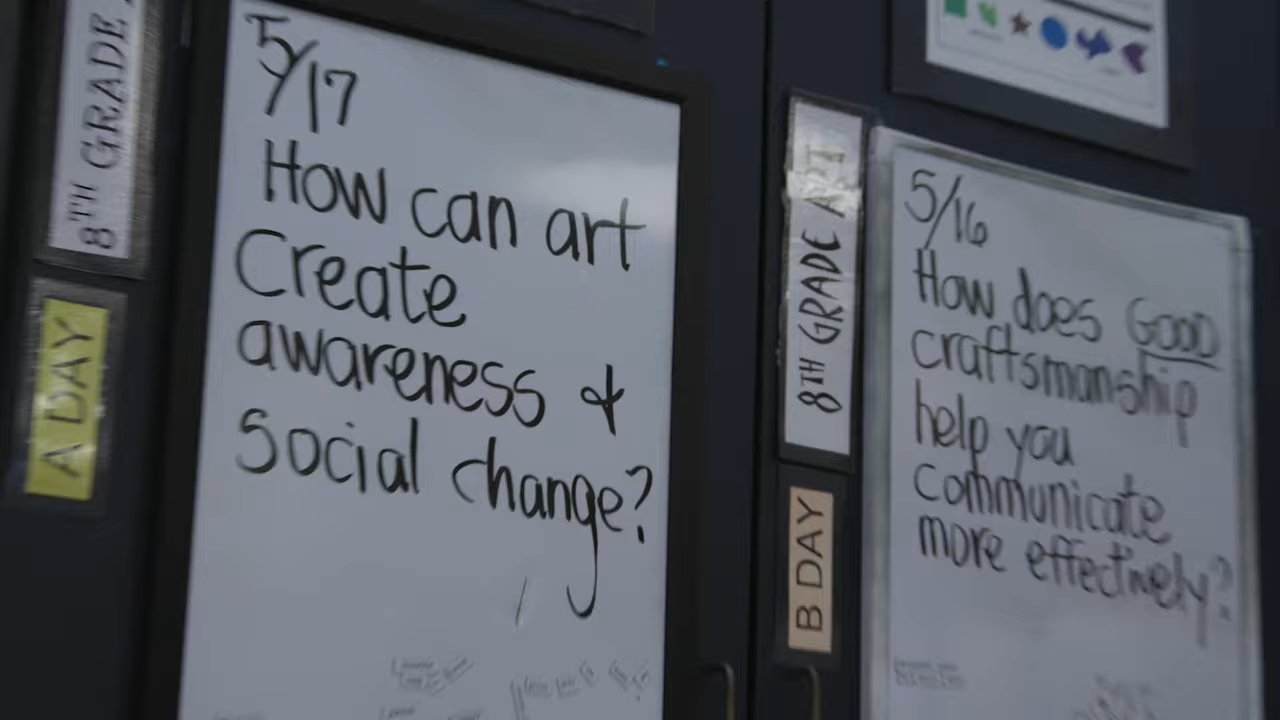 8TH GRADE
A DAY
5/17
How can art
Create
awareness &
Social change?
8TH GRADE ART
B DAY
5/16
How does GOOD
craftsmanship
help you
communicate
more effectively?